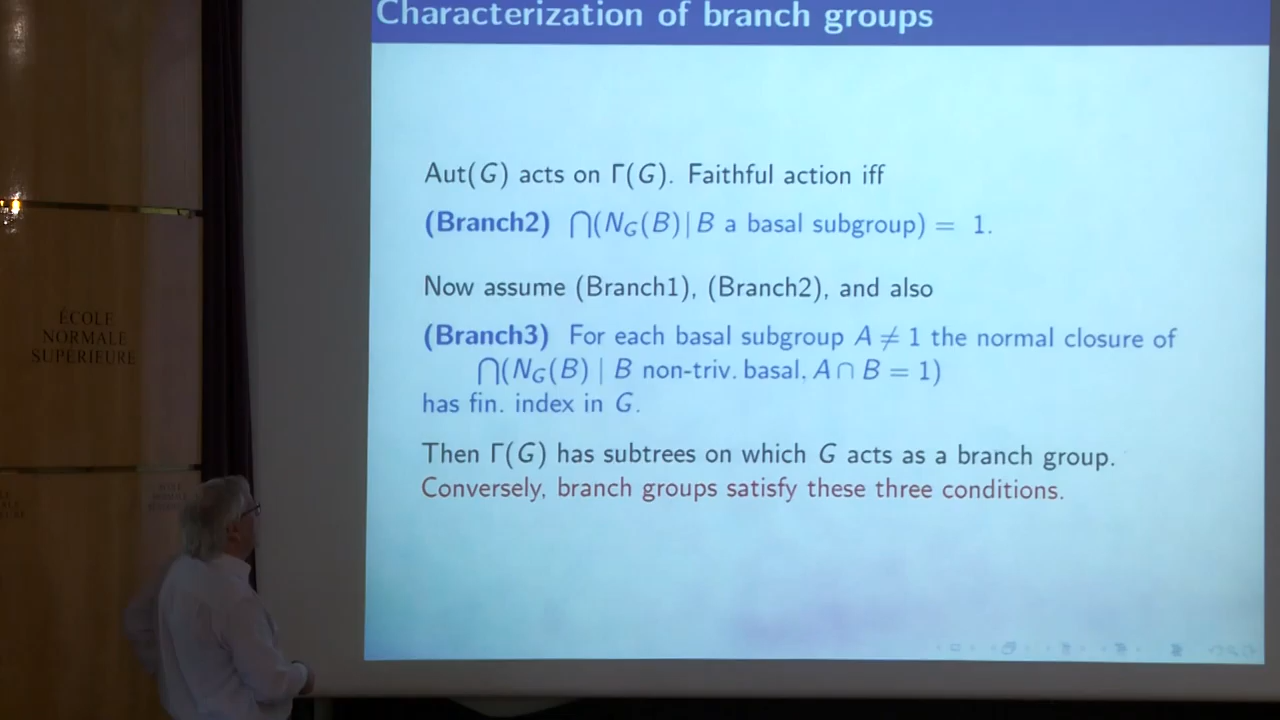 Characterization of branch groups
Aut(G) acts on Γ(G). Faithful action iff
(Branch2) ⋂(N_G(B) | B a basal subgroup) = 1.
Now assume (Branch1), (Branch2), and also
(Branch3) For each basal subgroup A ≠ 1 the normal closure of
⋂(N_G(B) | B non-triv. basal, A ∩ B = 1)
has fin. index in G.
Then Γ(G) has subtrees on which G acts as a branch group.
Conversely, branch groups satisfy these three conditions.
ÉCOLE
NORMALE
SUPÉRIEURE